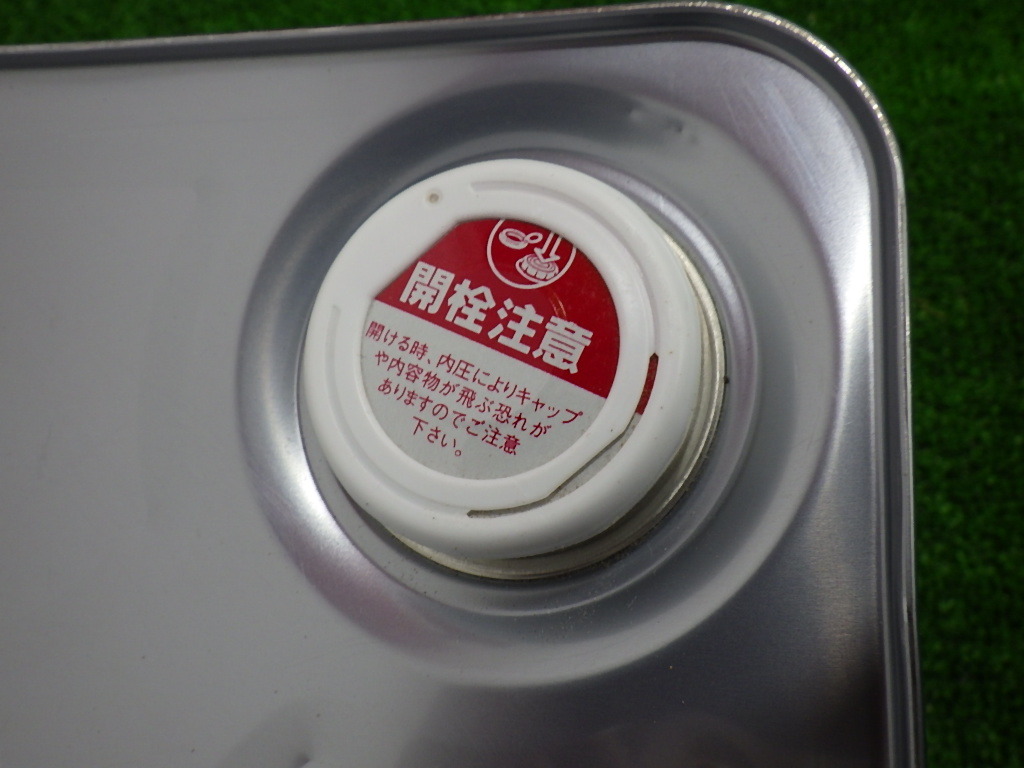 開栓注意
開ける時、内圧によりキャップ
や内容物が飛ぶ恐れが
ありますのでご注意
下さい。